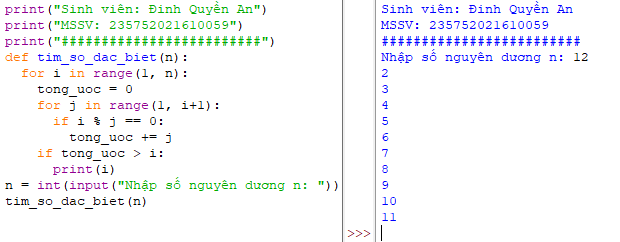 print("Sinh viên: Đinh Quyền An")
print("MSSV: 235752021610059")
print("#########################")
def tim_so_dac_biet(n):
  for i in range(1, n):
    tong_uoc = 0
    for j in range(1, i+1):
      if i % j == 0:
        tong_uoc += j
    if tong_uoc > i:
      print(i)
n = int(input("Nhập số nguyên dương n: "))
tim_so_dac_biet(n)
Sinh viên: Đinh Quyền An
MSSV: 235752021610059
#########################
Nhập số nguyên dương n: 12
2
3
4
5
6
7
8
9
10
11
>>>